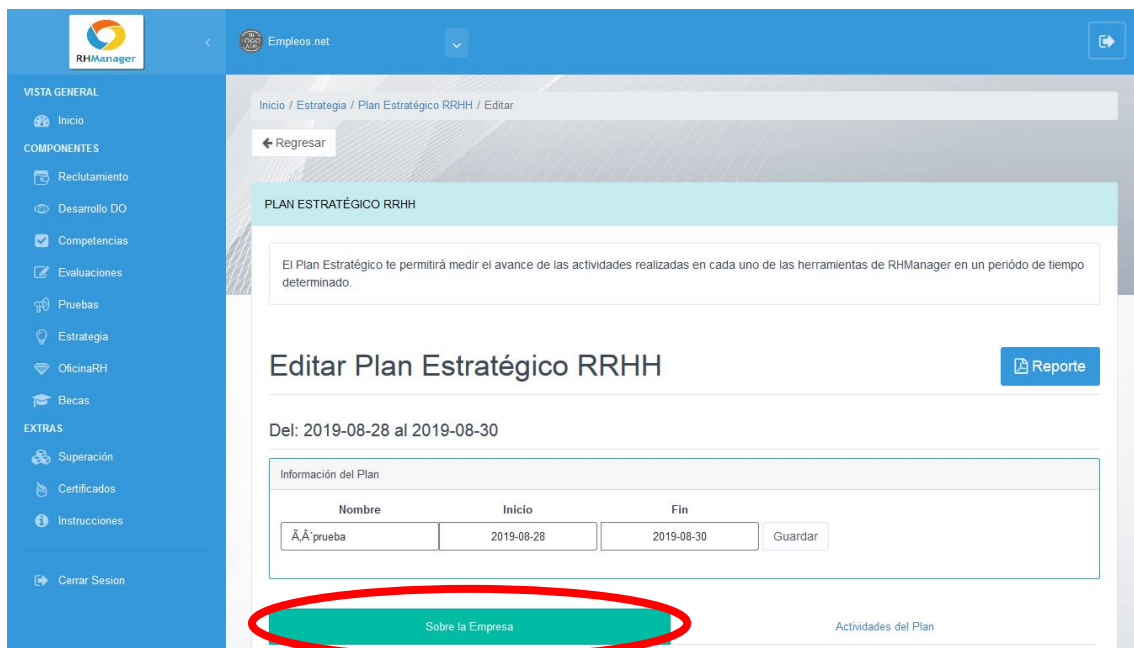 RHManager
Empleos.net
VISTA GENERAL
Inicio
COMPONENTES
Reclutamiento
Desarrollo DO
Competencias
Evaluaciones
Pruebas
Estrategia
OficinaRH
Becas
EXTRAS
Superación
Certificados
Instrucciones
Cerrar Sesion
Inicio / Estrategia / Plan Estratégico RRHH / Editar
Regresar
PLAN ESTRATÉGICO RRHH
El Plan Estratégico te permitirá medir el avance de las actividades realizadas en cada uno de las herramientas de RHManager en un periódo de tiempo
determinado.
Editar Plan Estratégico RRHH
Reporte
Del: 2019-08-28 al 2019-08-30
Información del Plan
Nombre Inicio Fin
Ã,Â´prueba 2019-08-28 2019-08-30 Guardar
Sobre la Empresa Actividades del Plan